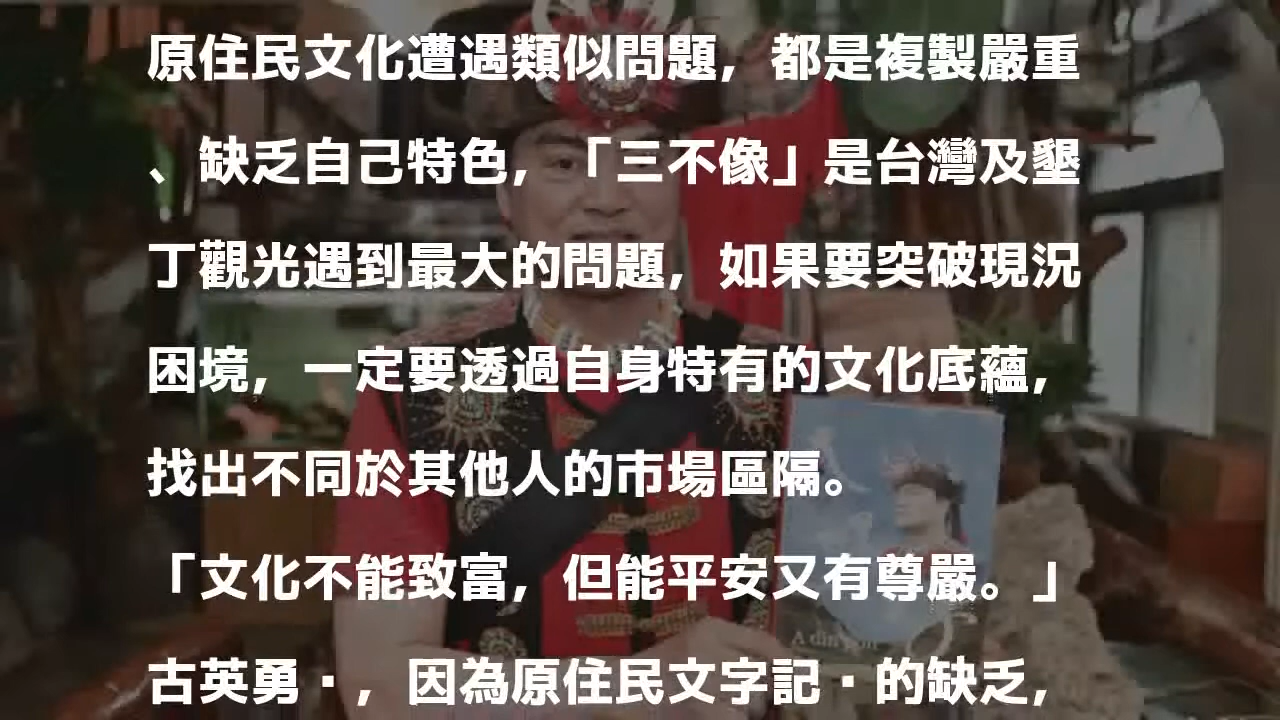 原住民文化遭遇類似問題，都是複製嚴重
、缺乏自己特色，「三不像」是台灣及墾
丁觀光遇到最大的問題，如果要突破現況
困境，一定要透過自身特有的文化底蘊，
找出不同於其他人的市場區隔。
「文化不能致富，但能平安又有尊嚴。」
古英勇▪，因為原住民文字記▪的缺乏，